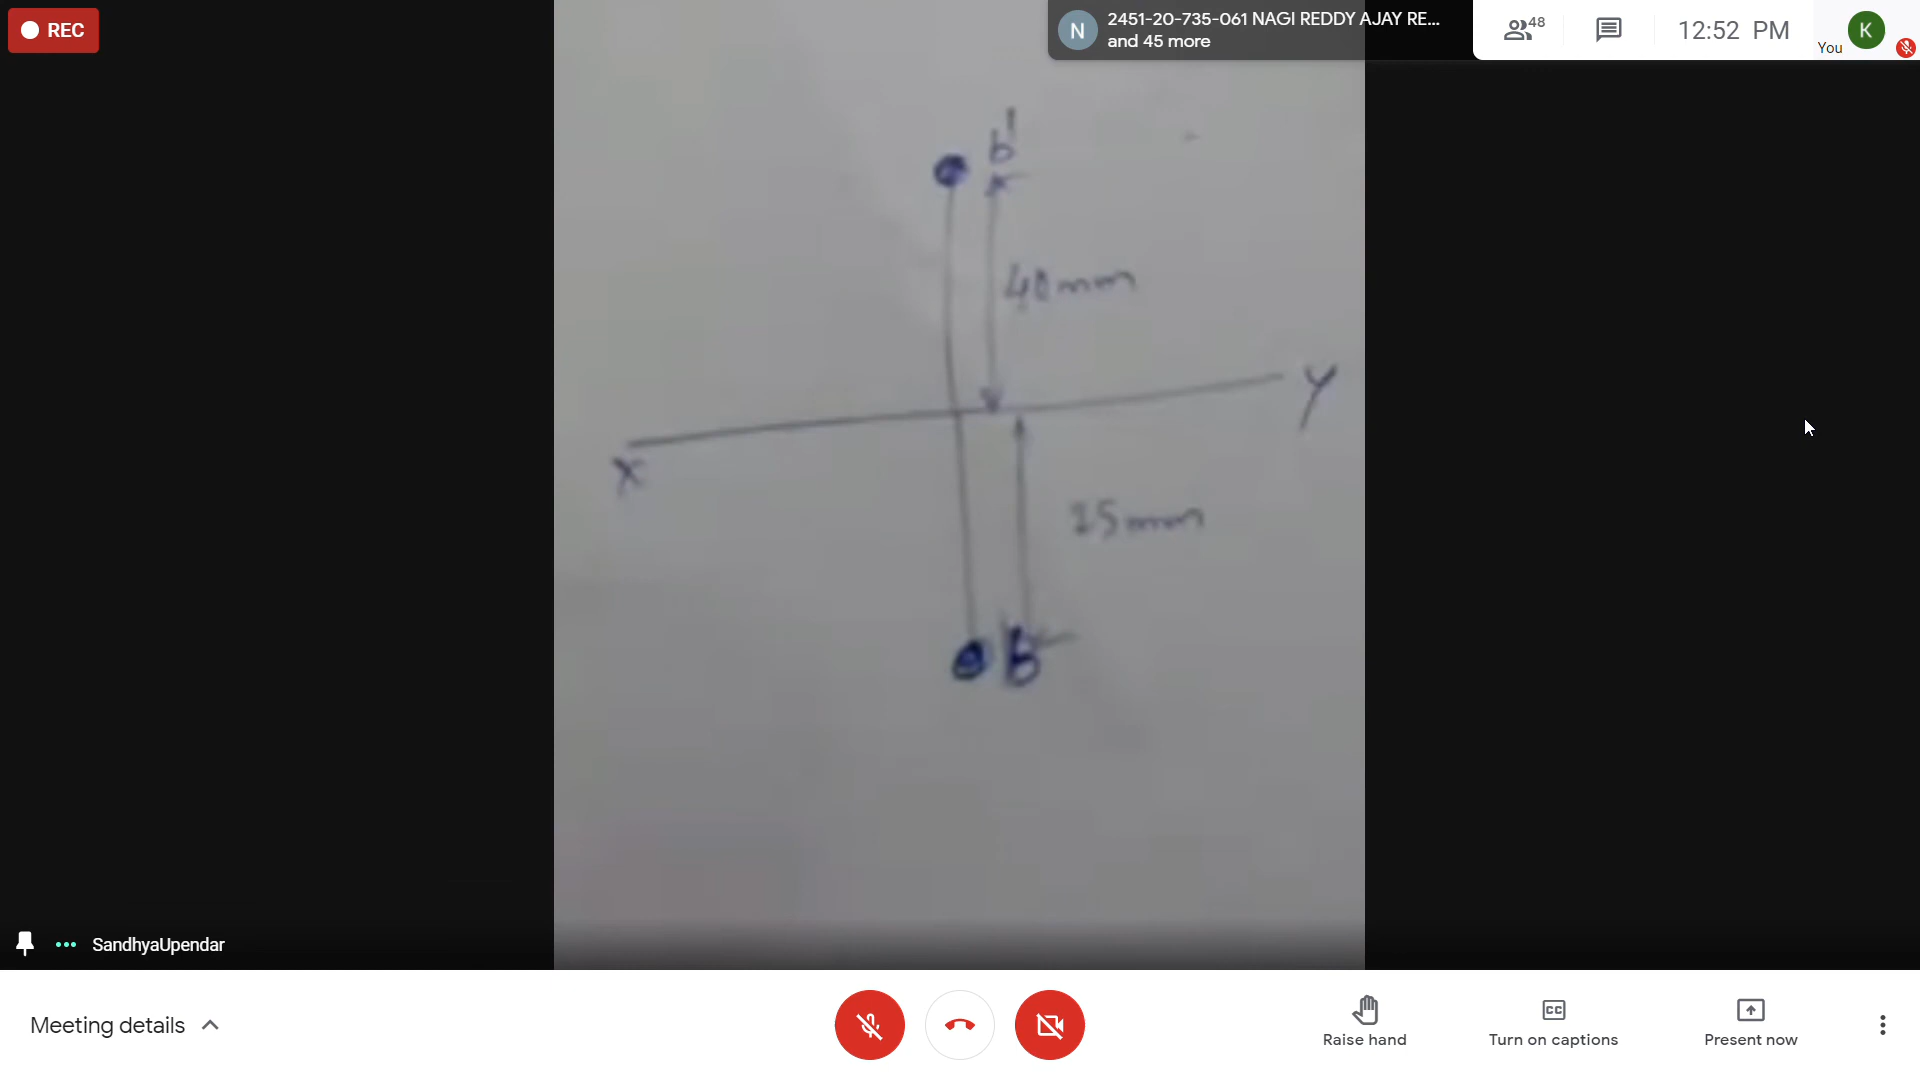 REC
N
2451-20-735-061 NAGI REDDY AJAY RE...
and 45 more
48
12:52 PM
You
K
b'
40mm
X
Y
b
SandhyaUpendar
Meeting details
Raise hand
CC
Turn on captions
Present now